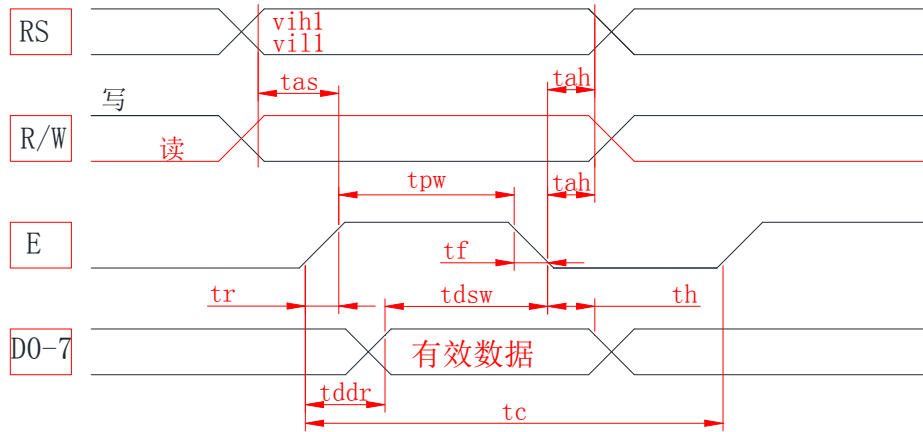 RS
vih1
vil1
tas
tah
写
R/W
读
tpw
tah
E
tf
tr
tdsw
th
D0-7
有效数据
tddr
tc